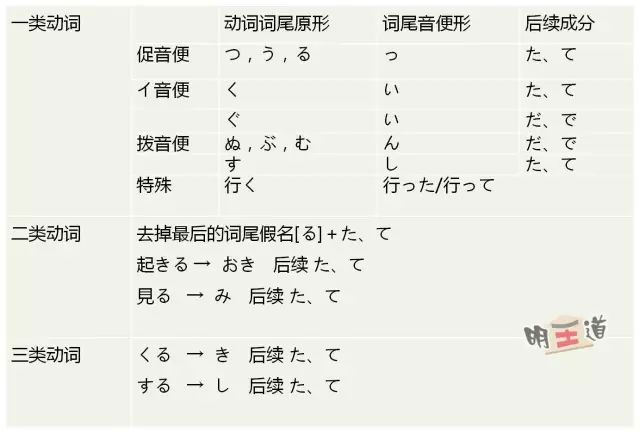 一类动词 动词词尾原形 词尾音便形 后续成分
促音便 つ，う，る っ た、て
イ音便 く い た、て
ぐ い だ、で
拨音便 ぬ，ぶ，む ん だ、で
す し た、て
特殊 行く 行った/行って
二类动词 去掉最后的词尾假名[る]+た、て
起きる → おき 后续 た、て
見る → み 后续 た、て
明王道
三类动词 くる → き 后续 た、て
する → し 后续 た、て